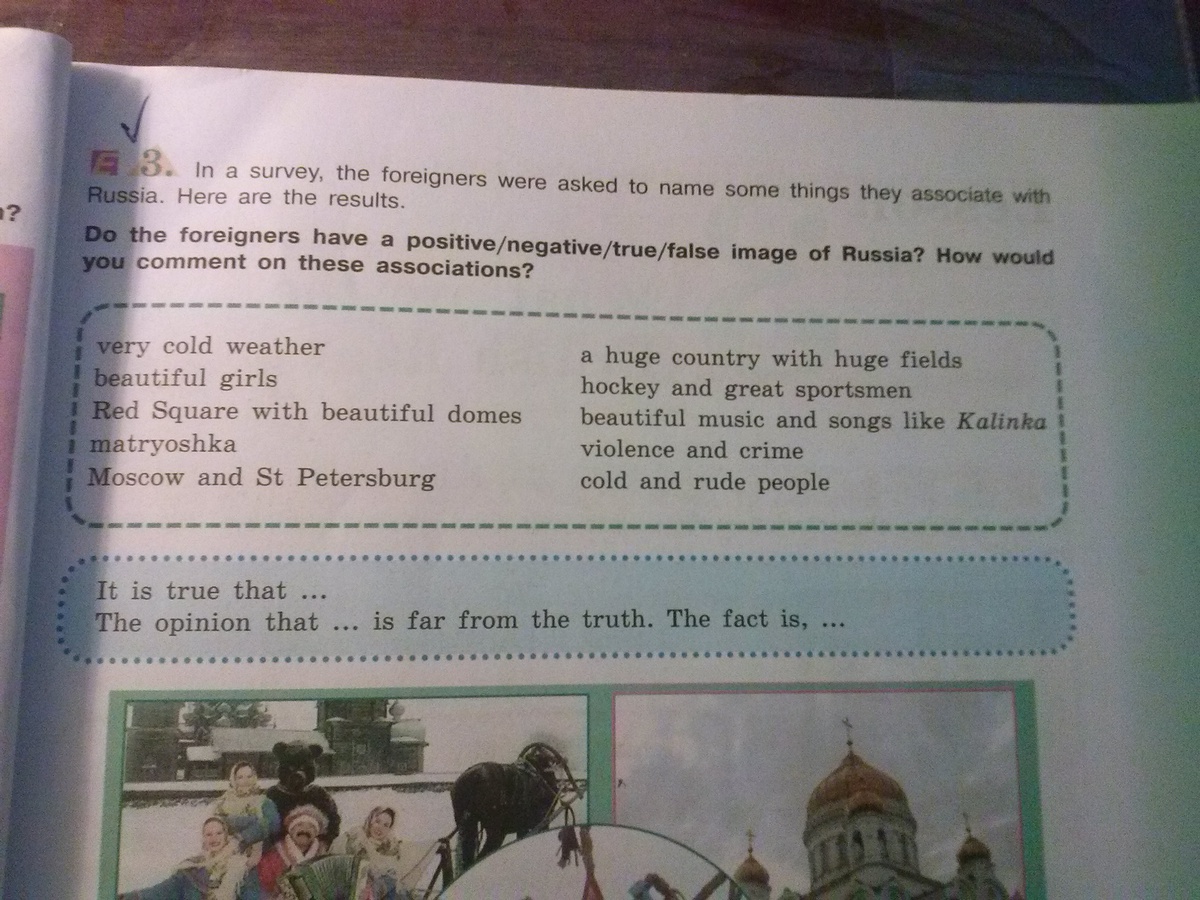 n?
3. In a survey, the foreigners were asked to name some things they associate with
Russia. Here are the results.
Do the foreigners have a positive/negative/true/false image of Russia? How would
you comment on these associations?
very cold weather
beautiful girls
Red Square with beautiful domes
matryoshka
Moscow and St Petersburg
a huge country with huge fields
hockey and great sportsmen
beautiful music and songs like Kalinka
violence and crime
cold and rude people
It is true that ...
The opinion that ... is far from the truth. The fact is, ...